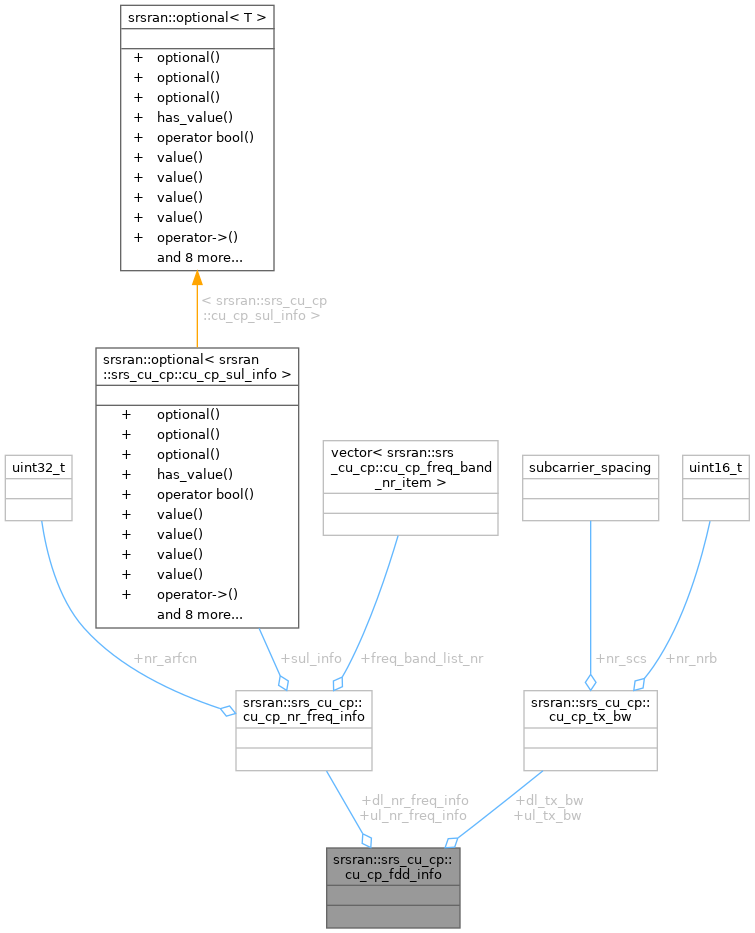 srsran::optional< T >
+ optional()
+ optional()
+ optional()
+ has_value()
+ operator bool()
+ value()
+ value()
+ value()
+ value()
+ operator->()
and 8 more...
< srsran::srs_cu_cp
::cu_cp_sul_info >
srsran::optional< srsran
::srs_cu_cp::cu_cp_sul_info >
+ optional()
+ optional()
+ optional()
+ has_value()
+ operator bool()
+ value()
+ value()
+ value()
+ value()
+ operator->()
and 8 more...
uint32_t
vector< srsran::srs
_cu_cp::cu_cp_freq_band
_nr_item >
subcarrier_spacing
uint16_t
+nr_arfcn
+sul_info
+freq_band_list_nr
+nr_scs
+nr_nrb
srsran::srs_cu_cp::
cu_cp_nr_freq_info
srsran::srs_cu_cp::
cu_cp_tx_bw
+dl_nr_freq_info
+ul_nr_freq_info
+dl_tx_bw
+ul_tx_bw
srsran::srs_cu_cp::
cu_cp_fdd_info